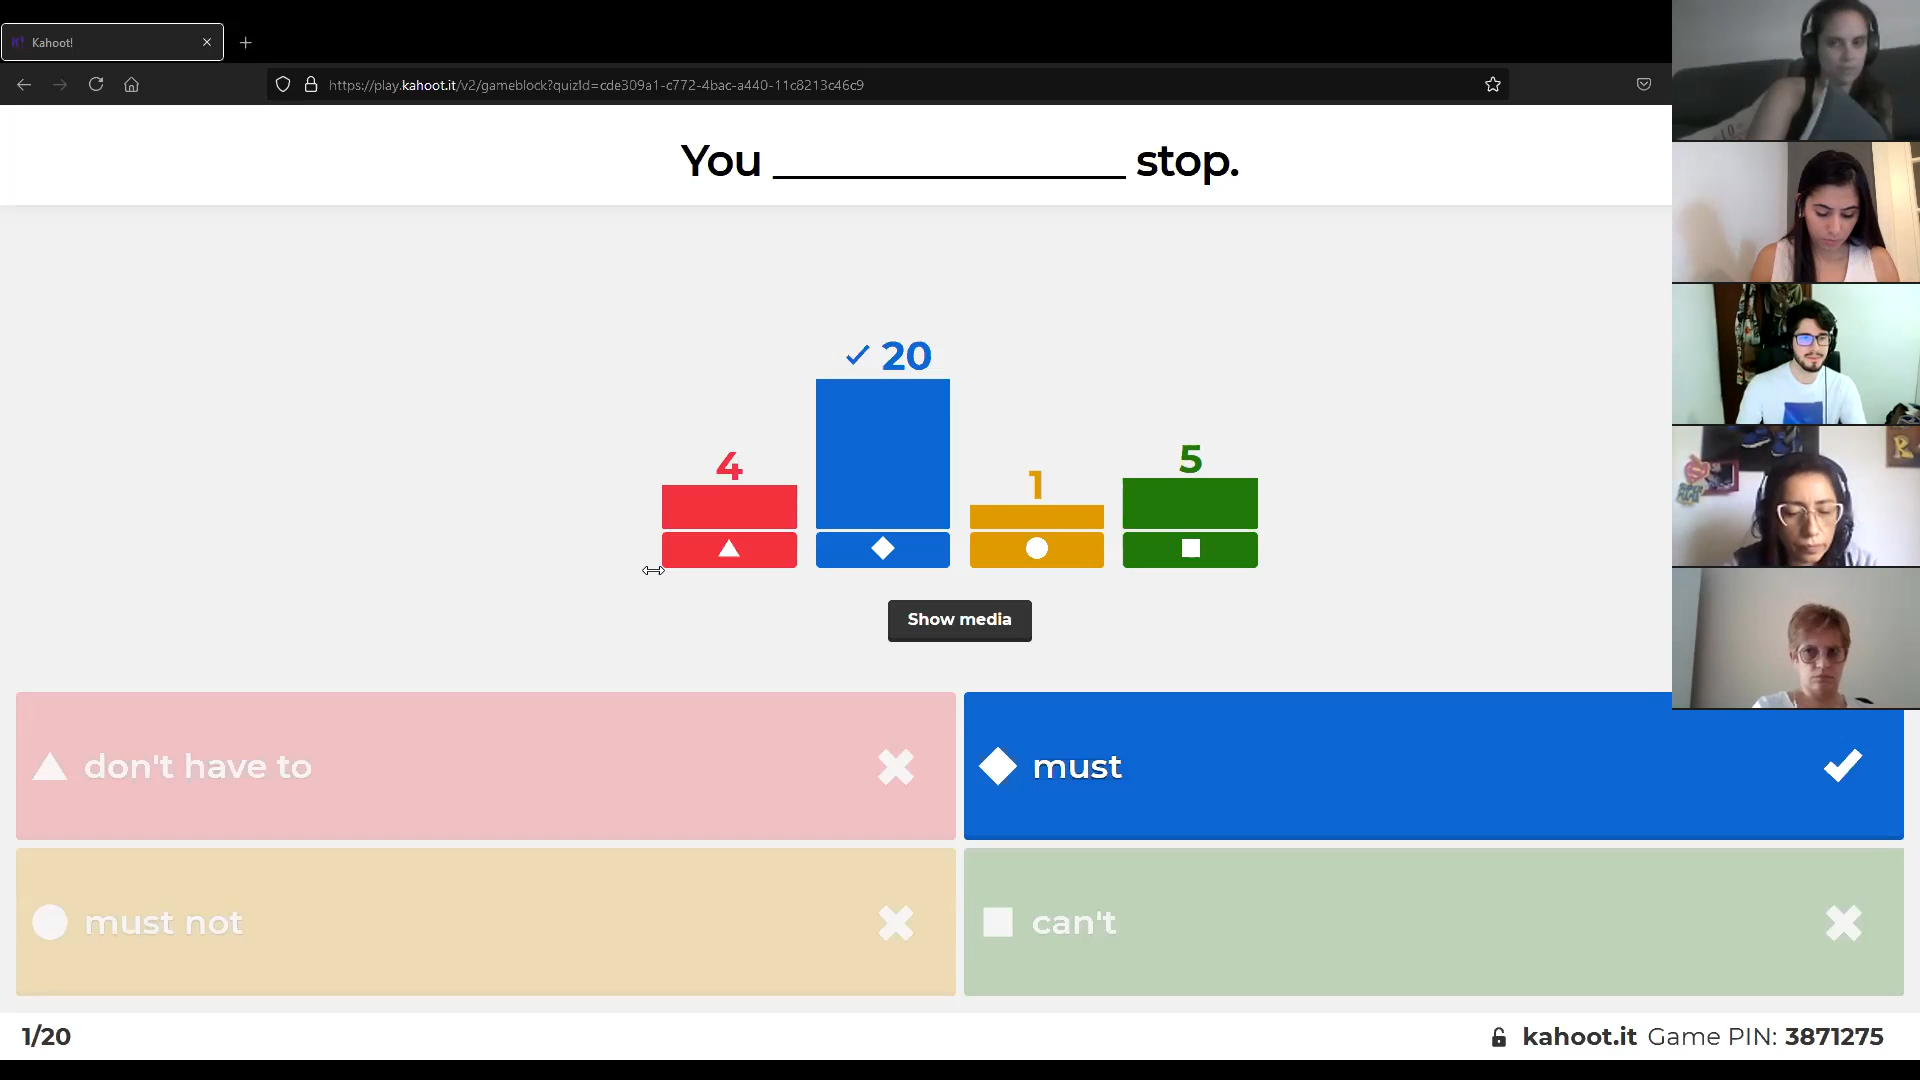 Kahoot!
https://play.kahoot.it/v2/gameblock?quizId=cde309a1-c772-4bac-a440-11c8213c46c9
You ________________ stop.
4
20
1
5
Show media
don't have to
must
must not
can't
1/20
kahoot.it Game PIN: 3871275